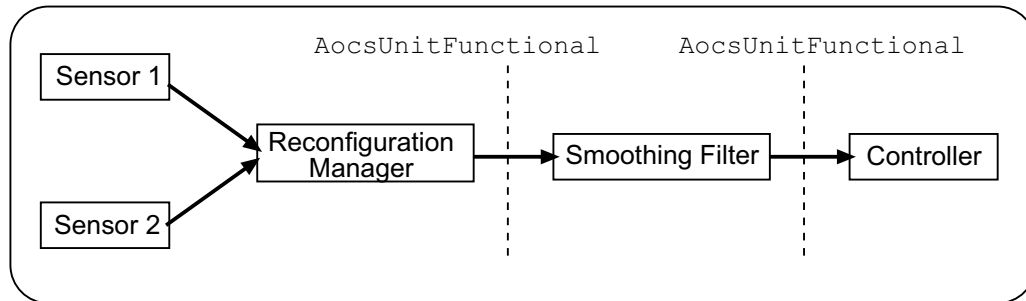 AocsUnitFunctional
AocsUnitFunctional
Sensor 1
Reconfiguration
Manager
Smoothing Filter
Controller
Sensor 2